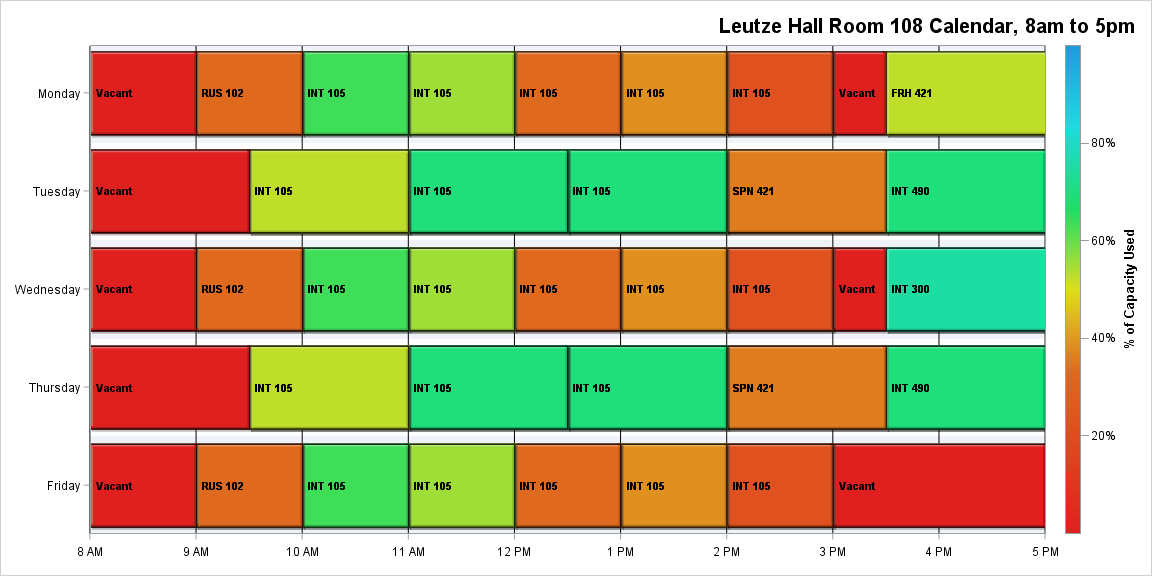 Leutze Hall Room 108 Calendar, 8am to 5pm
Monday
Vacant
RUS 102
INT 105
INT 105
INT 105
INT 105
INT 105
Vacant
FRH 421
Tuesday
Vacant
INT 105
INT 105
INT 105
SPN 421
INT 490
Wednesday
Vacant
RUS 102
INT 105
INT 105
INT 105
INT 105
INT 105
Vacant
INT 300
Thursday
Vacant
INT 105
INT 105
INT 105
SPN 421
INT 490
Friday
Vacant
RUS 102
INT 105
INT 105
INT 105
INT 105
INT 105
Vacant
8 AM
9 AM
10 AM
11 AM
12 PM
1 PM
2 PM
3 PM
4 PM
5 PM
80%
60%
40%
20%
% of Capacity Used